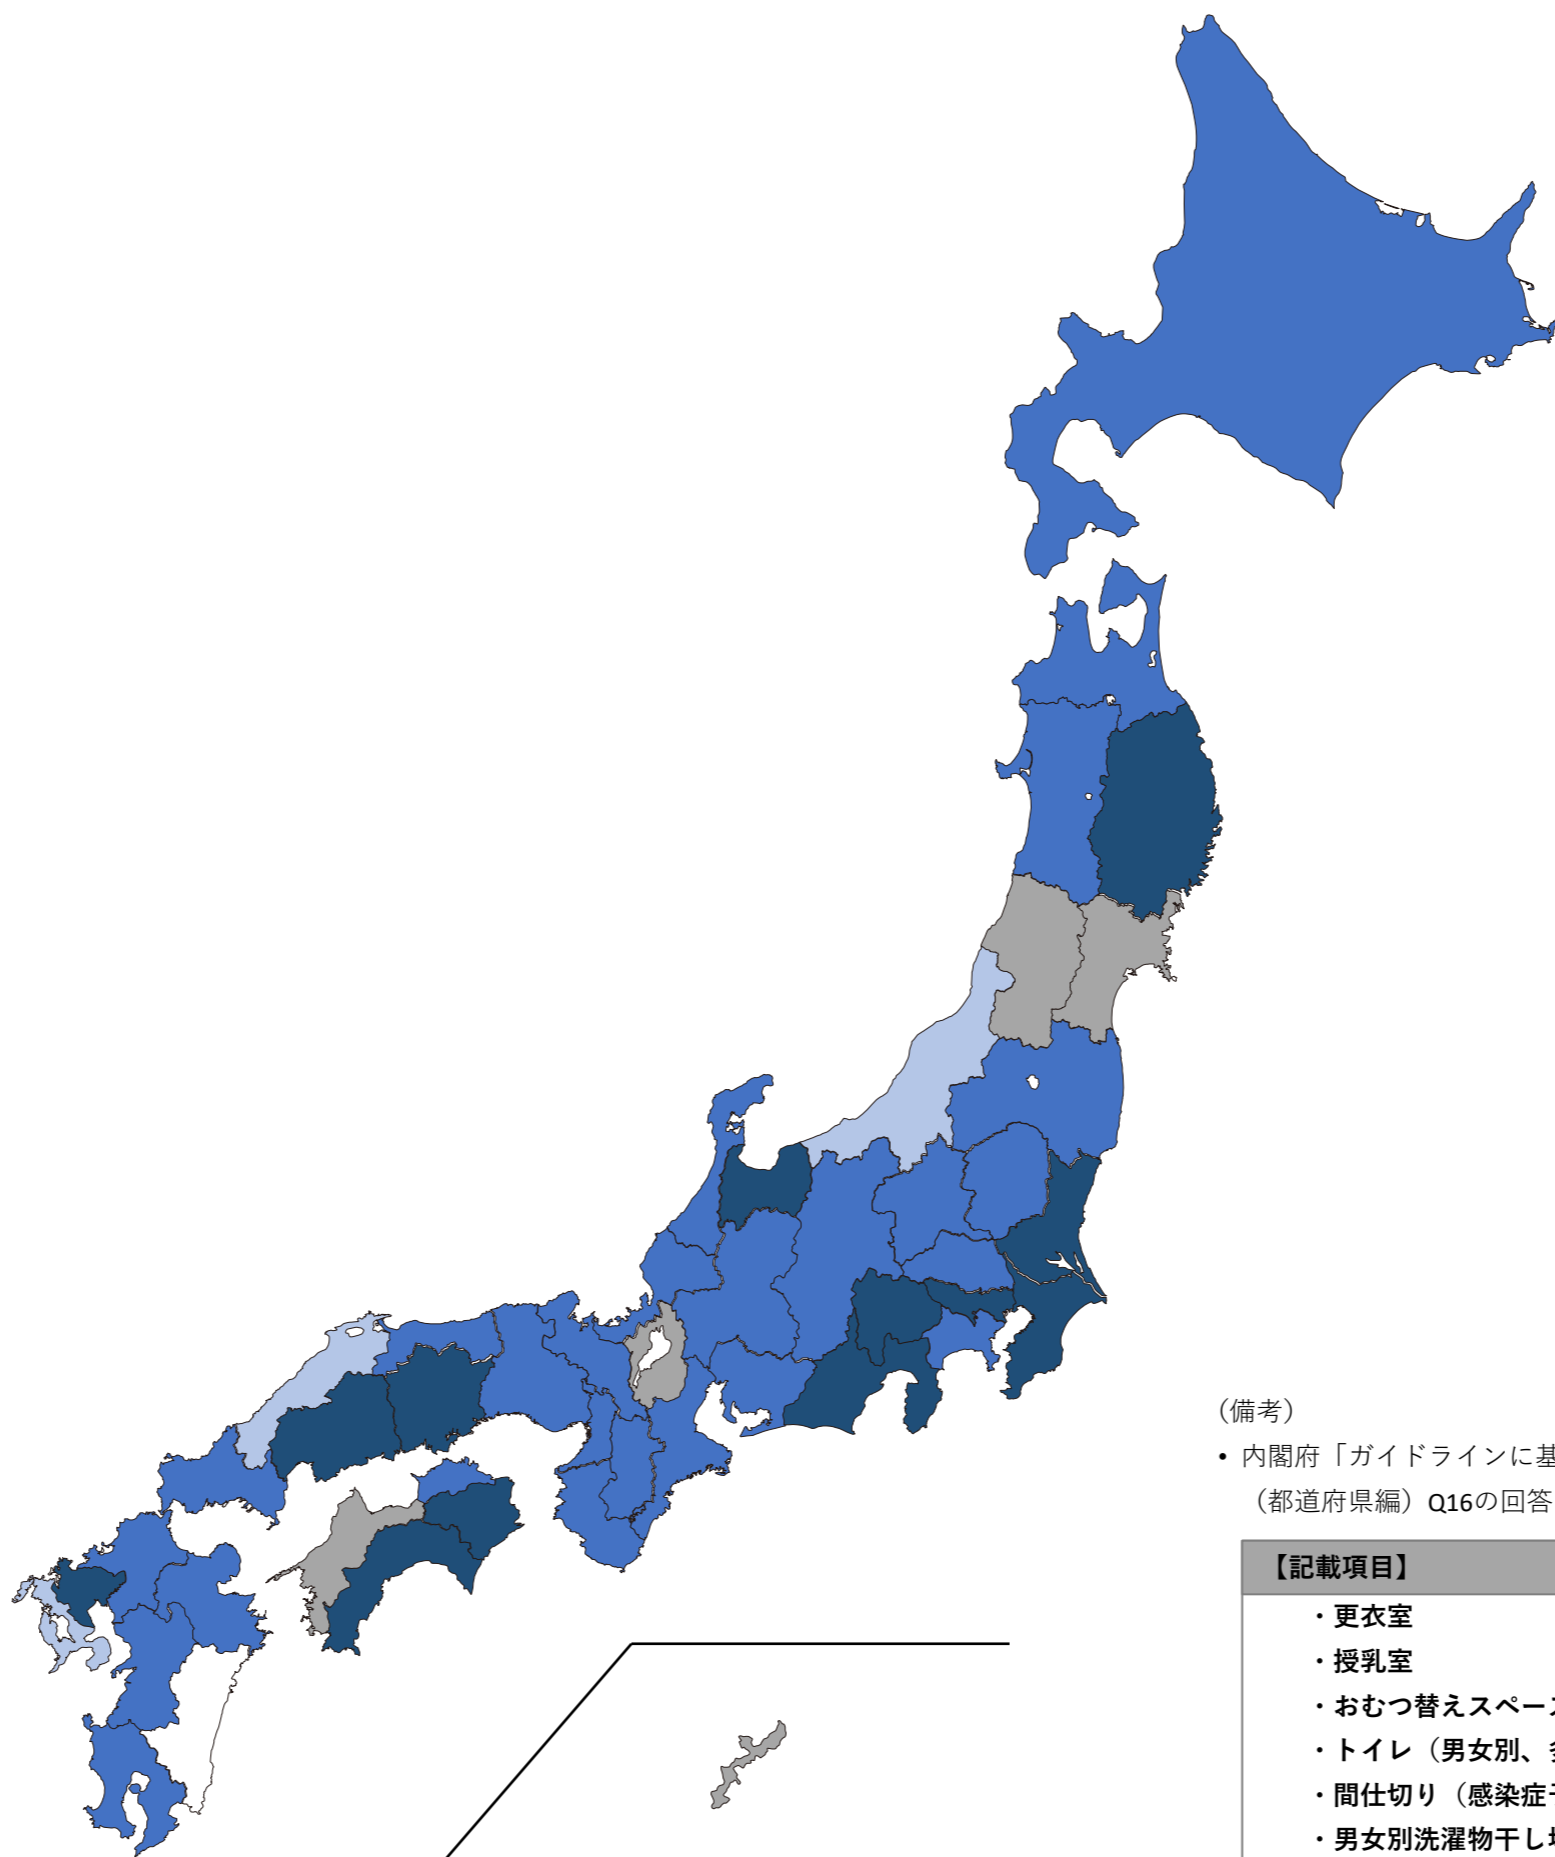 （備考）
• 内閣府「ガイドラインに基
（都道府県編）Q16の回答
【記載項目】
・更衣室
・授乳室
・おむつ替えスペー
・トイレ（男女別、
・間仕切り（感染症
・男女別洗濯物干し